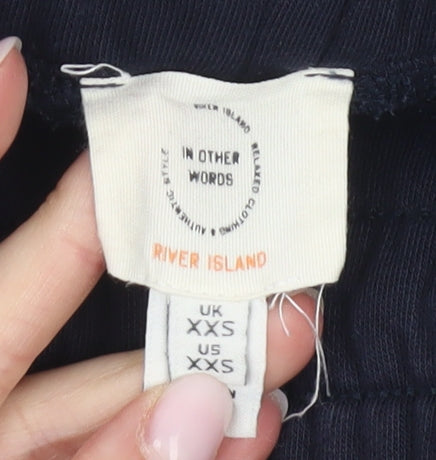 RIVER ISLAND
RELAXED CLOTHING & AUTHENTIC STYLE
IN OTHER
WORDS
RIVER ISLAND
UK
XXS
US
XXS